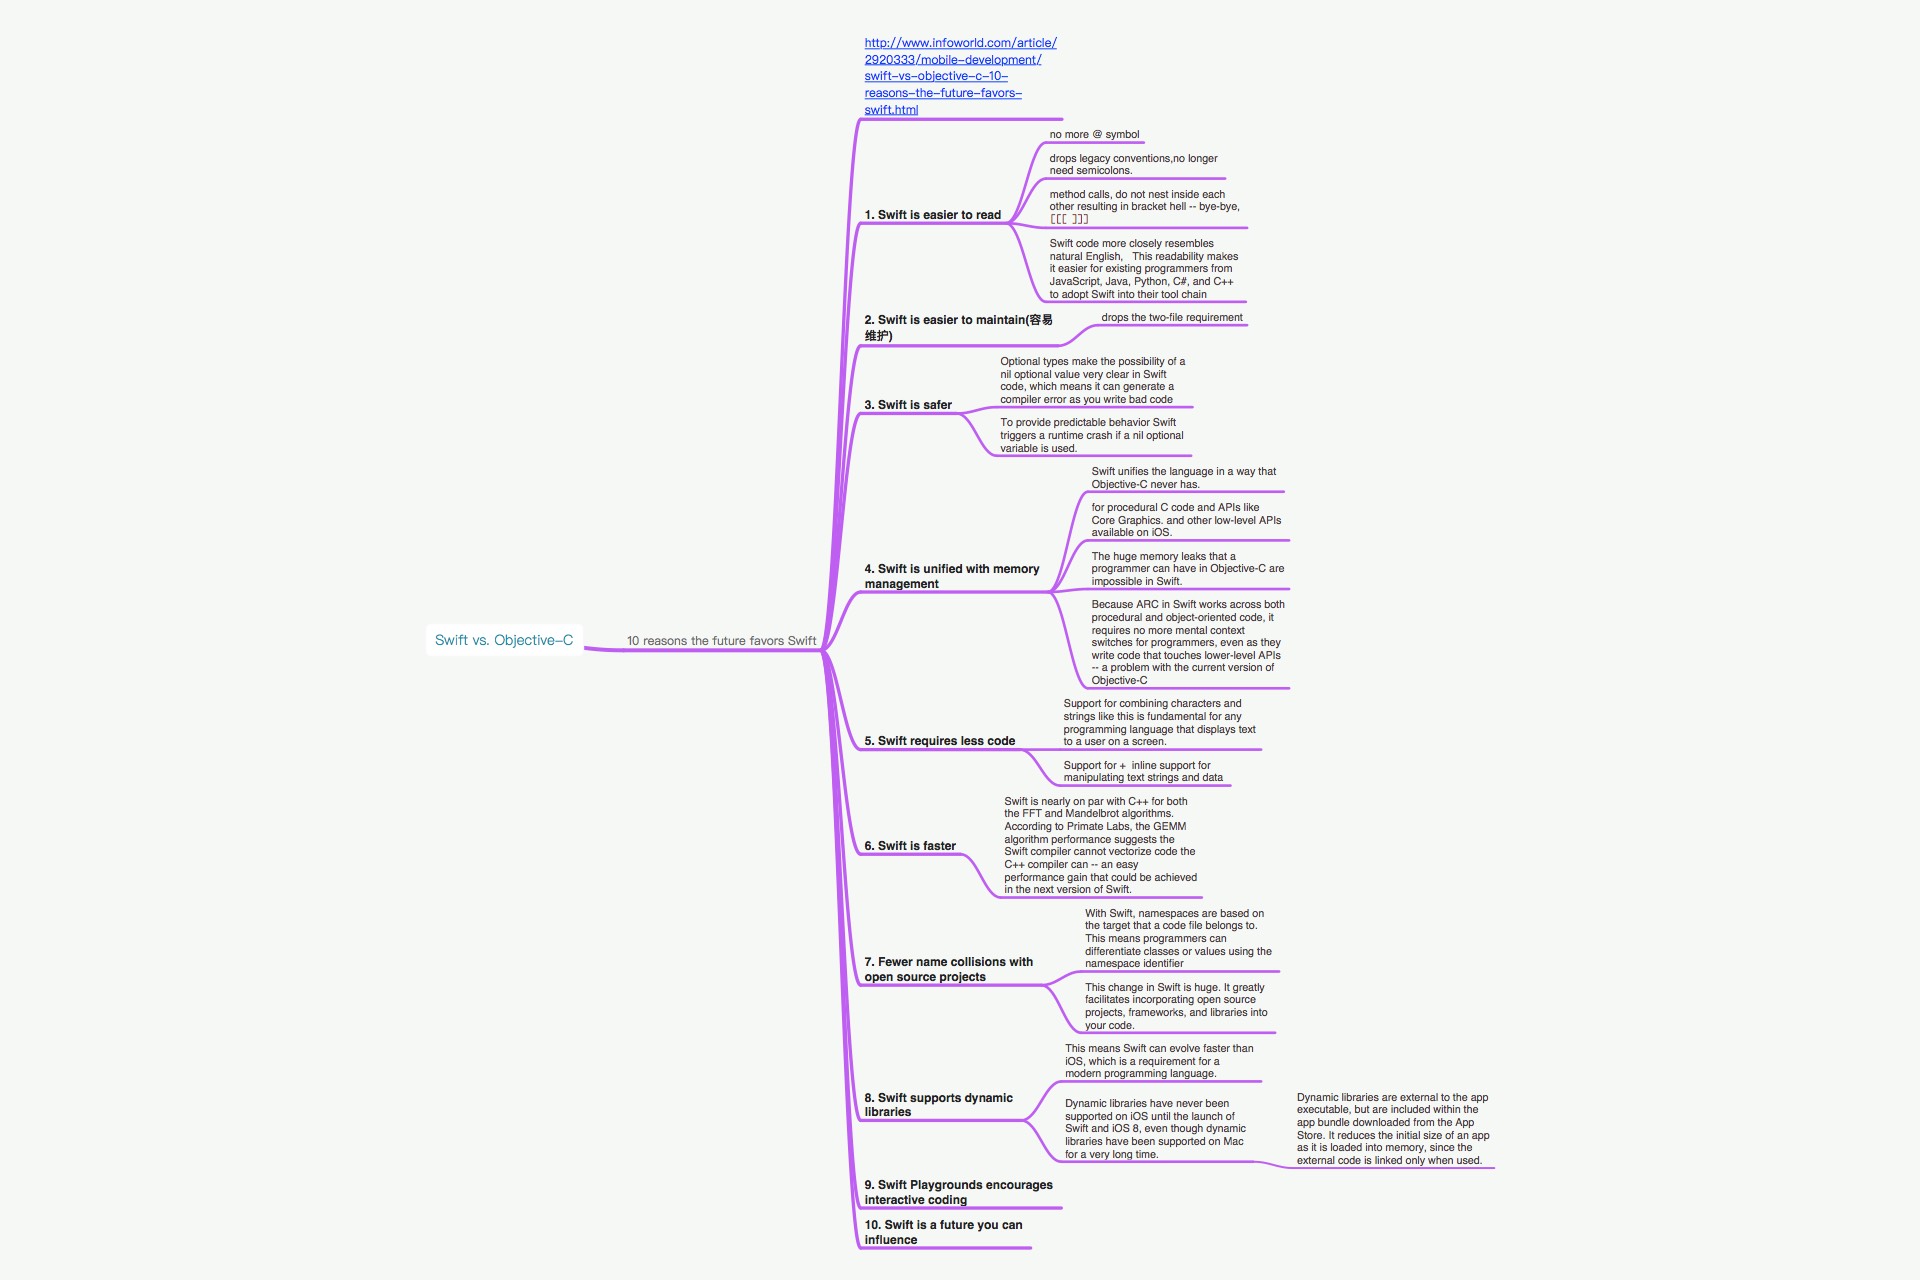 Swift vs. Objective-C
10 reasons the future favors Swift
http://www.infoworld.com/article/
2920333/mobile-development/
swift-vs-objective-c-10-
reasons-the-future-favors-
swift.html
1. Swift is easier to read
no more @ symbol
drops legacy conventions,no longer
need semicolons.
method calls, do not nest inside each
other resulting in bracket hell -- bye-bye,
[[[ ]]]
Swift code more closely resembles
natural English,   This readability makes
it easier for existing programmers from
JavaScript, Java, Python, C#, and C++
to adopt Swift into their tool chain
2. Swift is easier to maintain(容易
维护)
drops the two-file requirement
3. Swift is safer
Optional types make the possibility of a
nil optional value very clear in Swift
code, which means it can generate a
compiler error as you write bad code
To provide predictable behavior Swift
triggers a runtime crash if a nil optional
variable is used.
4. Swift is unified with memory
management
Swift unifies the language in a way that
Objective-C never has.
for procedural C code and APIs like
Core Graphics. and other low-level APIs
available on iOS.
The huge memory leaks that a
programmer can have in Objective-C are
impossible in Swift.
Because ARC in Swift works across both
procedural and object-oriented code, it
requires no more mental context
switches for programmers, even as they
write code that touches lower-level APIs
-- a problem with the current version of
Objective-C
5. Swift requires less code
Support for combining characters and
strings like this is fundamental for any
programming language that displays text
to a user on a screen.
Support for +  inline support for
manipulating text strings and data
6. Swift is faster
Swift is nearly on par with C++ for both
the FFT and Mandelbrot algorithms.
According to Primate Labs, the GEMM
algorithm performance suggests the
Swift compiler cannot vectorize code the
C++ compiler can -- an easy
performance gain that could be achieved
in the next version of Swift.
7. Fewer name collisions with
open source projects
With Swift, namespaces are based on
the target that a code file belongs to.
This means programmers can
differentiate classes or values using the
namespace identifier
This change in Swift is huge. It greatly
facilitates incorporating open source
projects, frameworks, and libraries into
your code.
8. Swift supports dynamic
libraries
This means Swift can evolve faster than
iOS, which is a requirement for a
modern programming language.
Dynamic libraries have never been
supported on iOS until the launch of
Swift and iOS 8, even though dynamic
libraries have been supported on Mac
for a very long time.
Dynamic libraries are external to the app
executable, but are included within the
app bundle downloaded from the App
Store. It reduces the initial size of an app
as it is loaded into memory, since the
external code is linked only when used.
9. Swift Playgrounds encourages
interactive coding
10. Swift is a future you can
influence